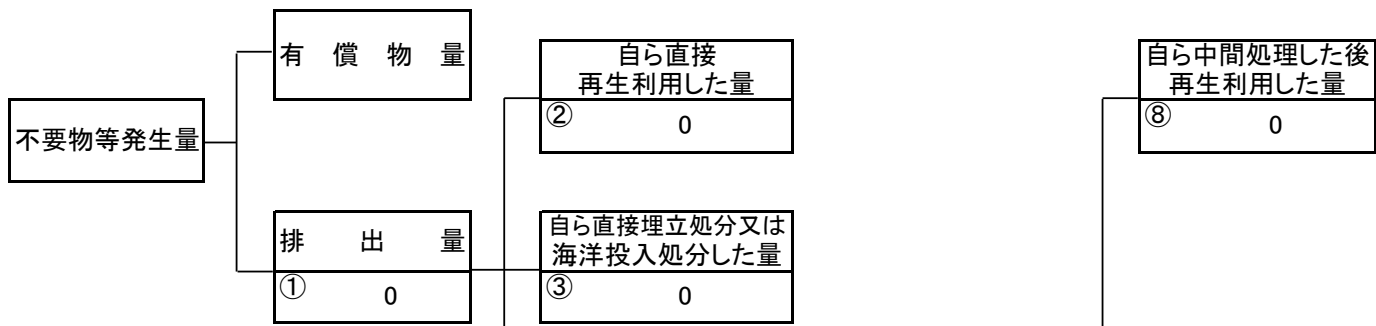 有　償　物　量
自ら直接
再生利用した量
②
0
自ら中間処理した後
再生利用した量
⑧
0
不要物等発生量
排　出　量
①
0
自ら直接埋立処分又は
海洋投入処分した量
③
0